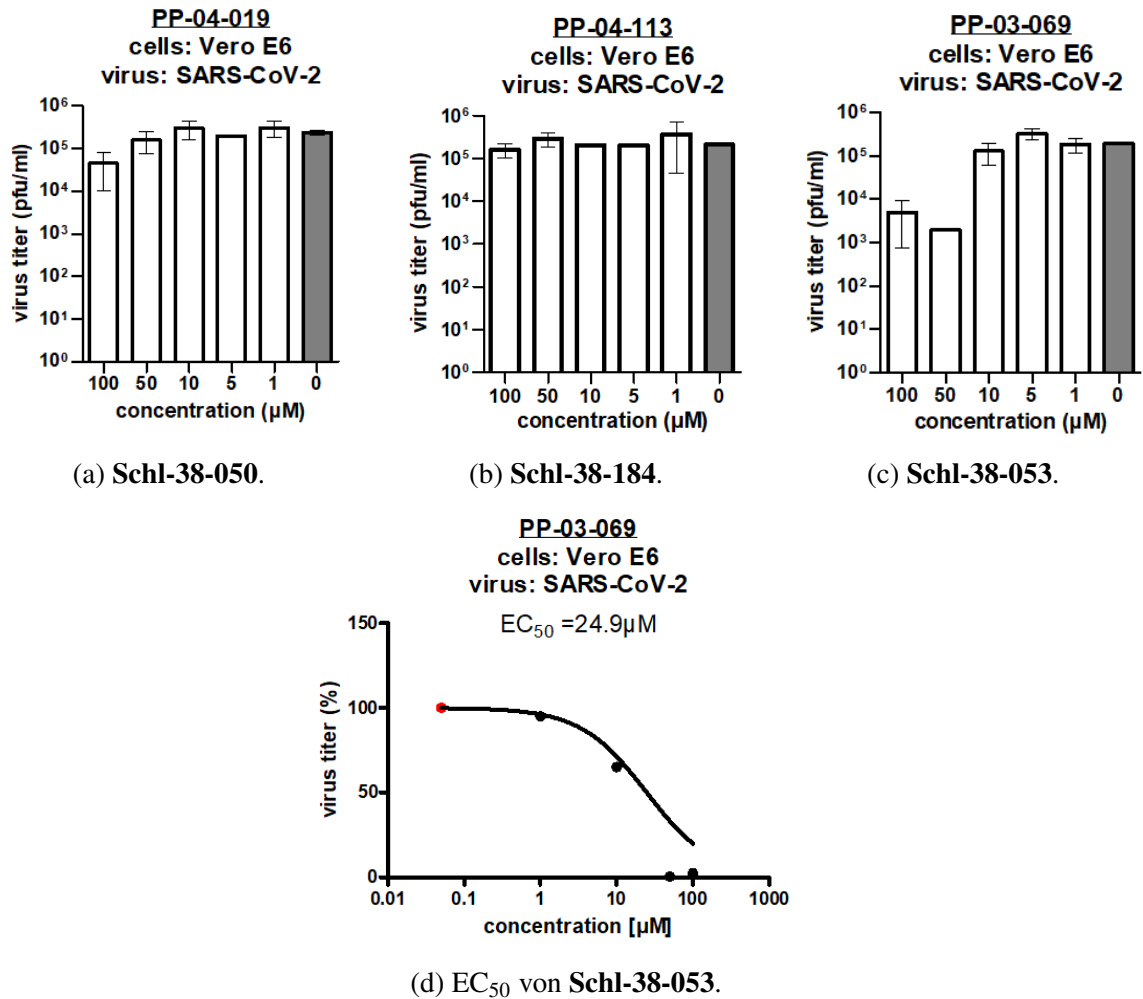 PP-04-019
cells: Vero E6
virus: SARS-CoV-2
virus titer (pfu/ml)
10⁶
10⁵
10⁴
10³
10²
10¹
10⁰
100 50 10 5 1 0
concentration (µM)
(a) Schl-38-050.
PP-04-113
cells: Vero E6
virus: SARS-CoV-2
virus titer (pfu/ml)
10⁶
10⁵
10⁴
10³
10²
10¹
10⁰
100 50 10 5 1 0
concentration (µM)
(b) Schl-38-184.
PP-03-069
cells: Vero E6
virus: SARS-CoV-2
virus titer (pfu/ml)
10⁶
10⁵
10⁴
10³
10²
10¹
10⁰
100 50 10 5 1 0
concentration (µM)
(c) Schl-38-053.
PP-03-069
cells: Vero E6
virus: SARS-CoV-2
EC₅₀ =24.9µM
virus titer (%)
150
100
50
0
0.01 0.1 1 10 100 1000
concentration [µM]
(d) EC₅₀ von Schl-38-053.